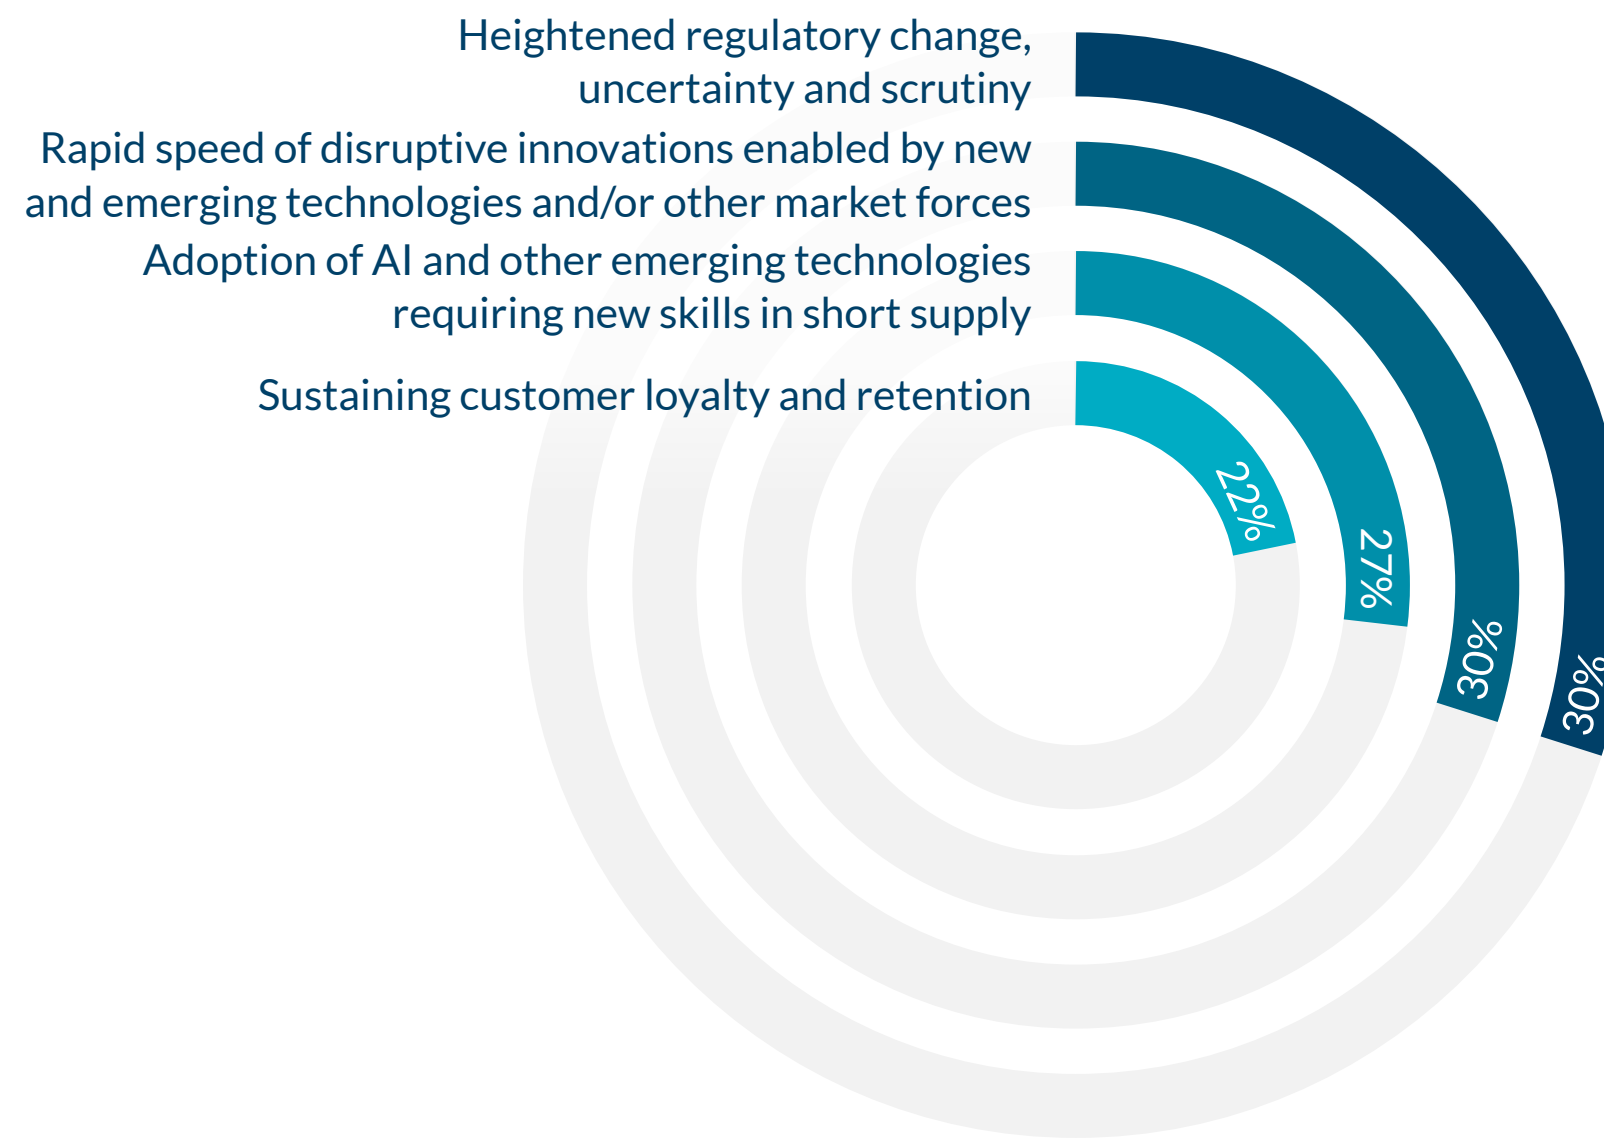 Heightened regulatory change,
uncertainty and scrutiny
Rapid speed of disruptive innovations enabled by new
and emerging technologies and/or other market forces
Adoption of AI and other emerging technologies
requiring new skills in short supply
Sustaining customer loyalty and retention
22%
27%
30%
30%